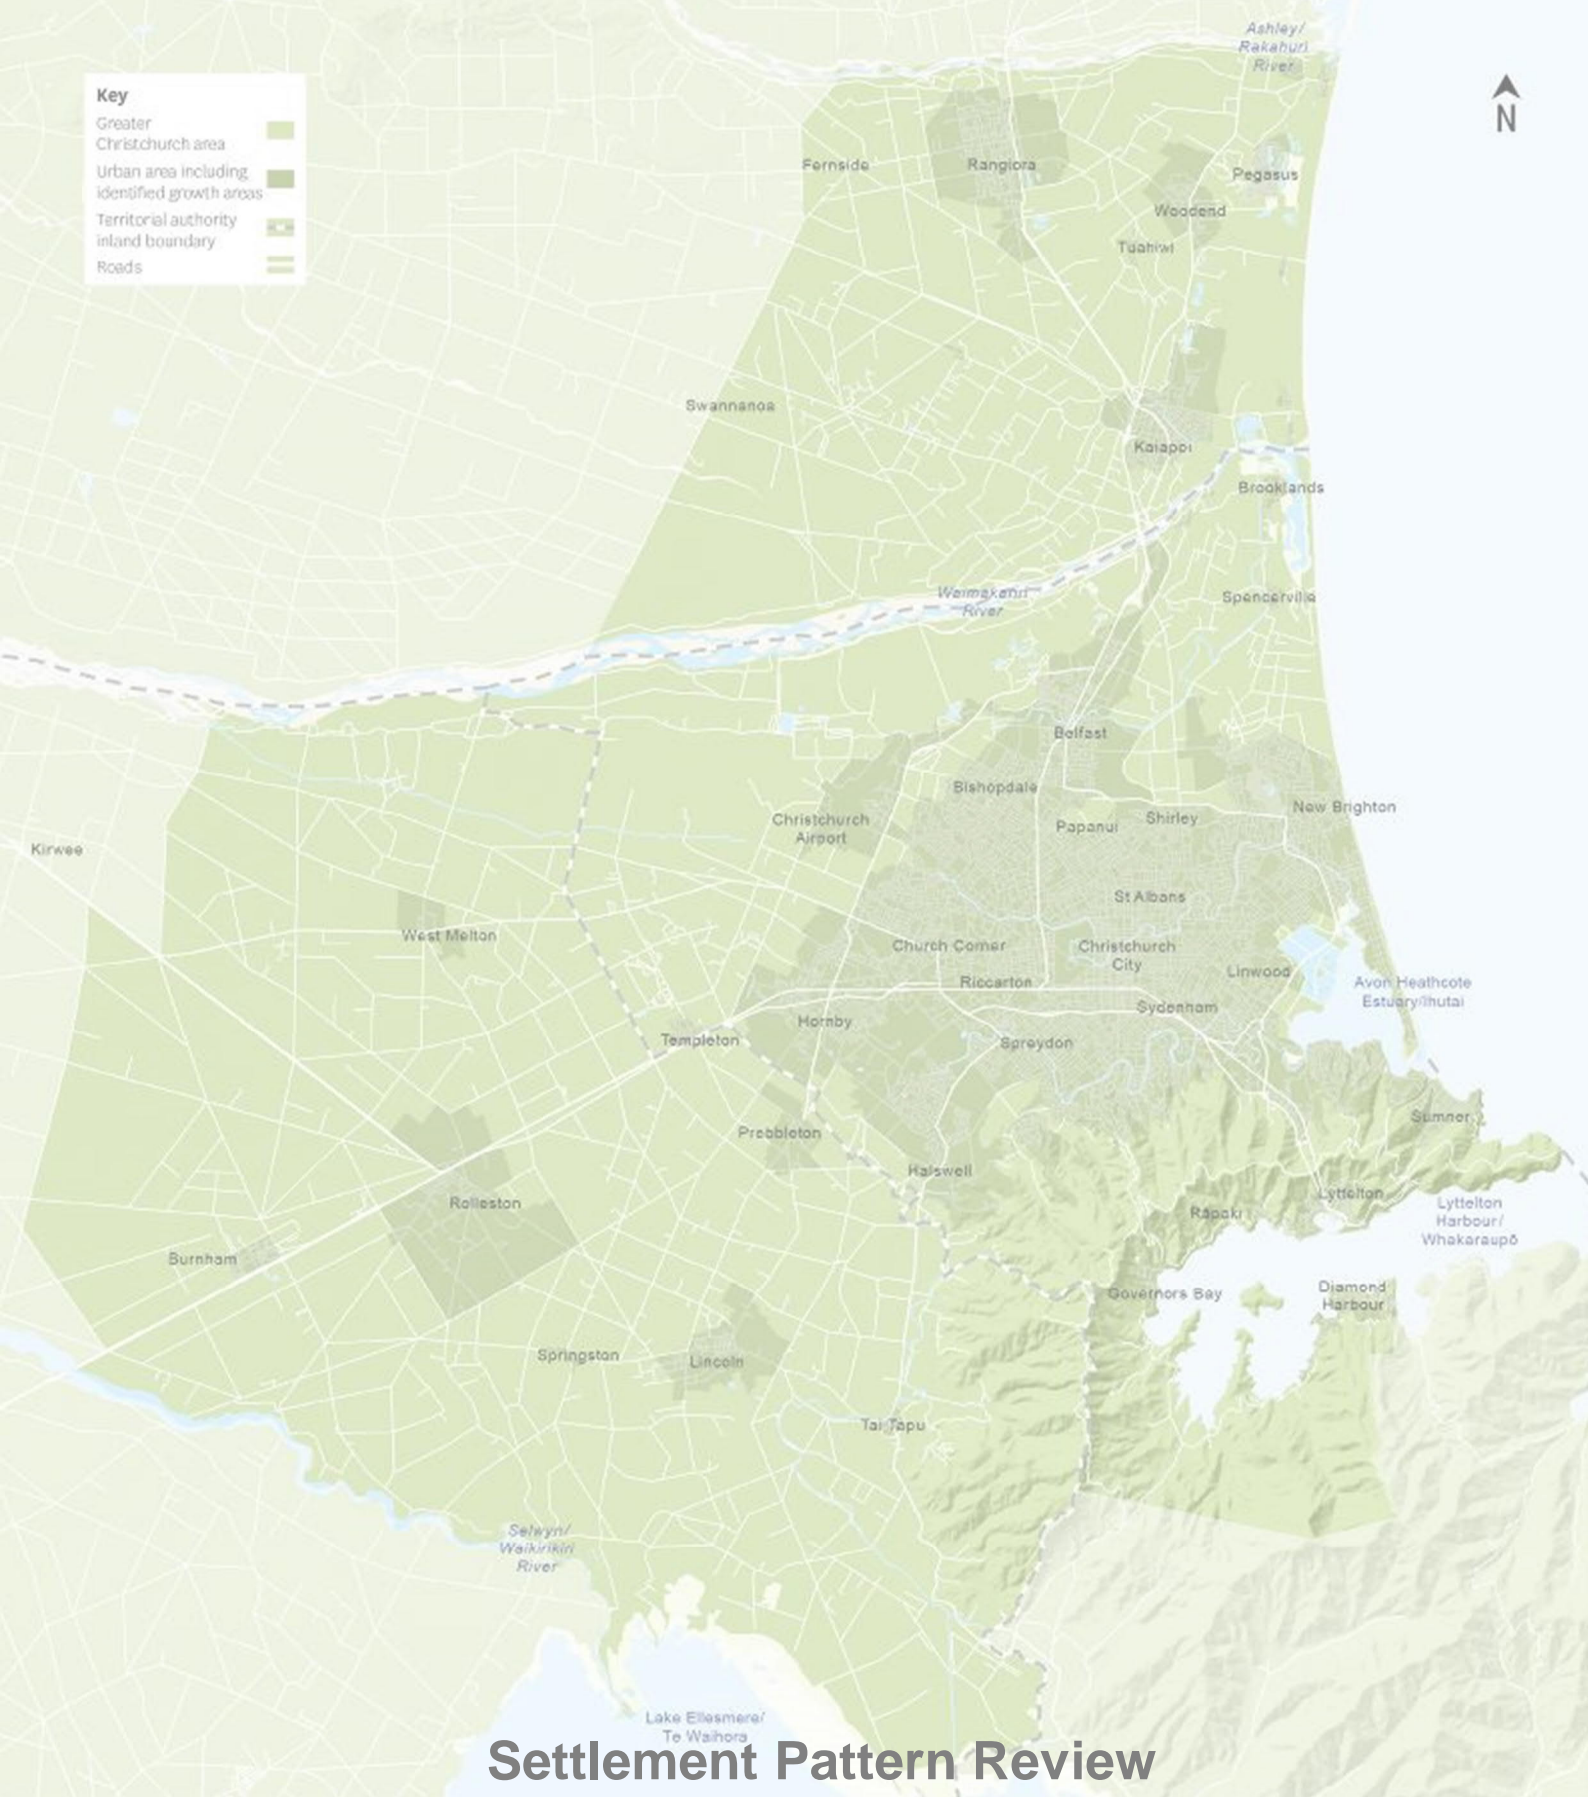 Ashley/
Rakahuri
River
Key
Greater
Christchurch area
Urban area including
identified growth areas
Territorial authority
inland boundary
Roads
N
Fernside
Rangiora
Pegasus
Woodend
Tuahiwi
Swannanoa
Kaiapoi
Brooklands
Waimakariri
River
Spencerville
Belfast
Bishopdale
New Brighton
Christchurch
Airport
Papanui
Shirley
Kirwee
St Albans
West Melton
Church Corner
Christchurch
City
Linwood
Riccarton
Avon Heathcote
Estuary/Ihutai
Sydenham
Hornby
Templeton
Spreydon
Sumner
Prebbleton
Halswell
Rolleston
Lyttelton
Rāpaki
Lyttelton
Harbour/
Whakaraupō
Burnham
Governors Bay
Diamond
Harbour
Springston
Lincoln
Tai Tapu
Selwyn/
Waikirikiri
River
Lake Ellesmere/
Te Waihora
Settlement Pattern Review